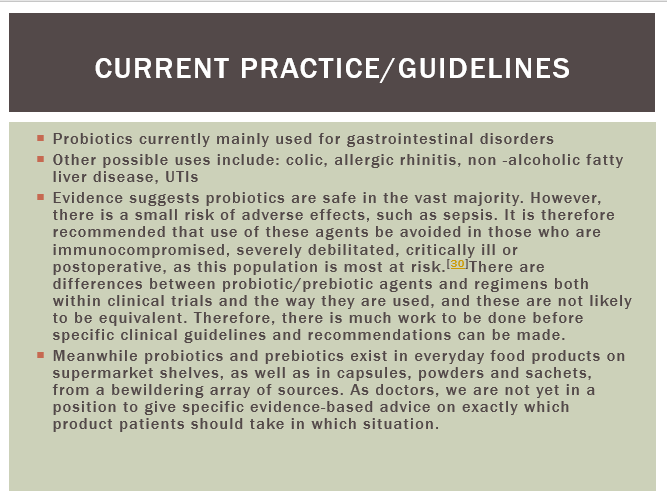 CURRENT PRACTICE/GUIDELINES
Probiotics currently mainly used for gastrointestinal disorders
Other possible uses include: colic, allergic rhinitis, non -alcoholic fatty
liver disease, UTIs
Evidence suggests probiotics are safe in the vast majority. However,
there is a small risk of adverse effects, such as sepsis. It is therefore
recommended that use of these agents be avoided in those who are
immunocompromised, severely debilitated, critically ill or
postoperative, as this population is most at risk.[30]There are
differences between probiotic/prebiotic agents and regimens both
within clinical trials and the way they are used, and these are not likely
to be equivalent. Therefore, there is much work to be done before
specific clinical guidelines and recommendations can be made.
Meanwhile probiotics and prebiotics exist in everyday food products on
supermarket shelves, as well as in capsules, powders and sachets,
from a bewildering array of sources. As doctors, we are not yet in a
position to give specific evidence-based advice on exactly which
product patients should take in which situation.